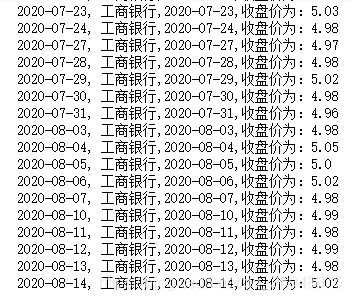 2020-07-23, 工商银行,2020-07-23,收盘价为：5.03
2020-07-24, 工商银行,2020-07-24,收盘价为：4.98
2020-07-27, 工商银行,2020-07-27,收盘价为：4.97
2020-07-28, 工商银行,2020-07-28,收盘价为：4.98
2020-07-29, 工商银行,2020-07-29,收盘价为：5.02
2020-07-30, 工商银行,2020-07-30,收盘价为：4.98
2020-07-31, 工商银行,2020-07-31,收盘价为：4.96
2020-08-03, 工商银行,2020-08-03,收盘价为：4.98
2020-08-04, 工商银行,2020-08-04,收盘价为：5.05
2020-08-05, 工商银行,2020-08-05,收盘价为：5.0
2020-08-06, 工商银行,2020-08-06,收盘价为：5.02
2020-08-07, 工商银行,2020-08-07,收盘价为：4.98
2020-08-10, 工商银行,2020-08-10,收盘价为：4.99
2020-08-11, 工商银行,2020-08-11,收盘价为：4.98
2020-08-12, 工商银行,2020-08-12,收盘价为：4.99
2020-08-13, 工商银行,2020-08-13,收盘价为：4.98
2020-08-14, 工商银行,2020-08-14,收盘价为：5.02